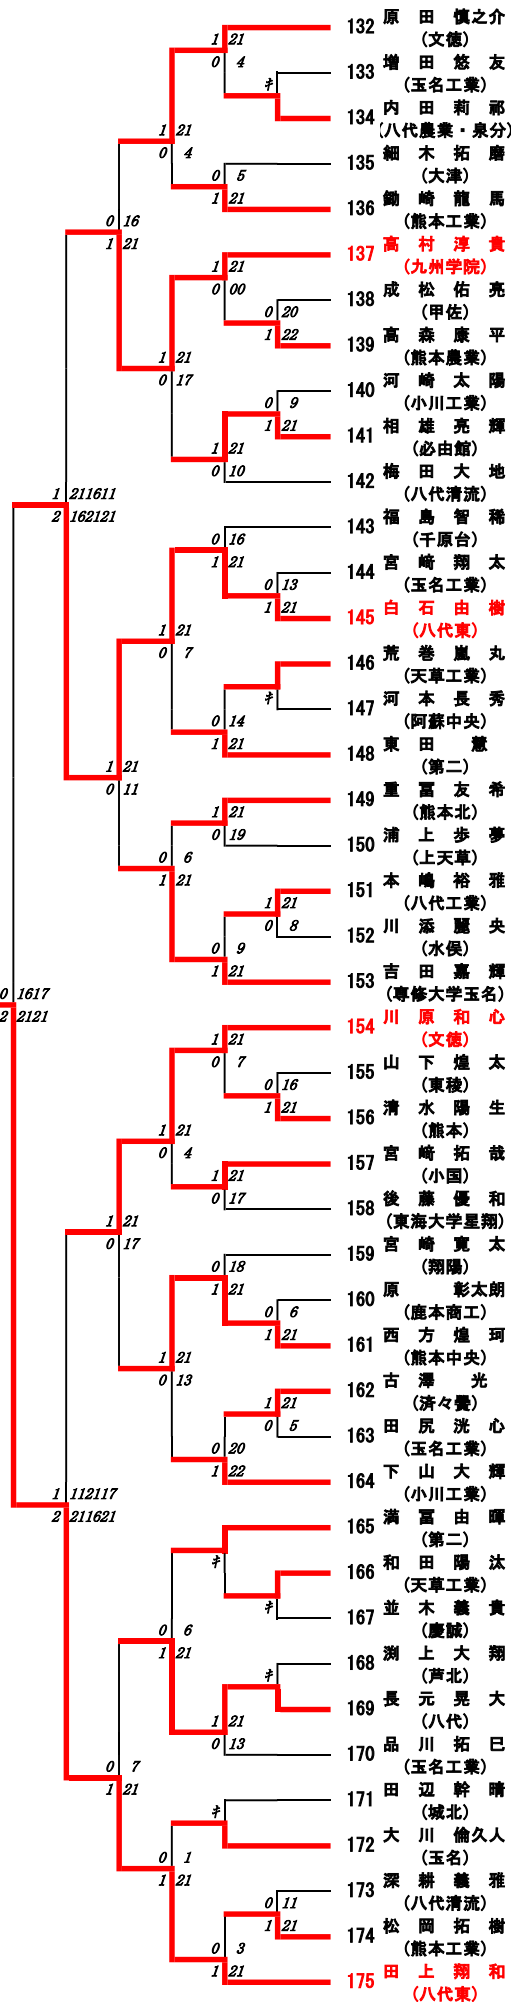 132 原田慎之介
(文徳)
1 21
0 4
133 増田悠友
(玉名工業)
キ
134 内田莉祁
(八代農業・泉分)
1 21
0 4
135 細木拓磨
(大津)
0 5
1 21
136 鋤崎龍馬
(熊本工業)
0 16
1 21
137 高村淳貴
(九州学院)
1 21
0 00
138 成松佑亮
(甲佐)
0 20
1 22
139 高森康平
(熊本農業)
1 21
0 17
140 河崎太陽
(小川工業)
0 9
1 21
141 相雄亮輝
(必由館)
1 21
0 10
142 梅田大地
(八代清流)
1 211611
2 162121
143 福島智稀
(千原台)
0 16
1 21
144 宮崎翔太
(玉名工業)
0 13
1 21
145 白石由樹
(八代東)
1 21
0 7
146 荒巻嵐丸
(天草工業)
キ
147 河本長秀
(阿蘇中央)
0 14
1 21
148 東田慧
(第二)
1 21
0 11
149 重冨友希
(熊本北)
1 21
0 19
150 浦上歩夢
(上天草)
0 6
1 21
151 本嶋裕雅
(八代工業)
1 21
0 8
152 川添麗央
(水俣)
0 9
1 21
153 吉田嘉輝
(専修大学玉名)
0 1617
2 2121
154 川原和心
(文徳)
1 21
0 7
155 山下煌太
(東稜)
0 16
1 21
156 清水陽生
(熊本)
1 21
0 4
157 宮崎拓哉
(小国)
1 21
0 17
158 後藤優和
(東海大学星翔)
1 21
0 17
159 宮崎寛太
(翔陽)
0 18
1 21
160 原彰太朗
(鹿本商工)
0 6
1 21
161 西方煌珂
(熊本中央)
1 21
0 13
162 古澤光
(済々黌)
1 21
0 5
163 田尻洸心
(玉名工業)
0 20
1 22
164 下山大輝
(小川工業)
1 112117
2 211621
165 満冨由暉
(第二)
キ
166 和田陽汰
(天草工業)
キ
167 並木義貴
(慶誠)
0 6
1 21
168 渕上大翔
(芦北)
キ
169 長元晃大
(八代)
1 21
0 13
170 品川拓巳
(玉名工業)
0 7
1 21
171 田辺幹晴
(城北)
キ
172 大川倫久人
(玉名)
0 1
1 21
173 深耕義雅
(八代清流)
0 11
1 21
174 松岡拓樹
(熊本工業)
0 3
1 21
175 田上翔和
(八代東)